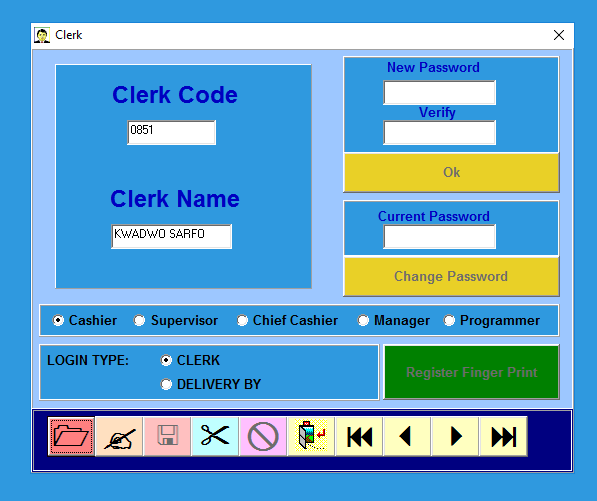 Clerk
Clerk Code
0851
Clerk Name
KWADWO SARFO
New Password
Verify
Ok
Current Password
Change Password
Cashier Supervisor Chief Cashier Manager Programmer
LOGIN TYPE: CLERK
DELIVERY BY
Register Finger Print